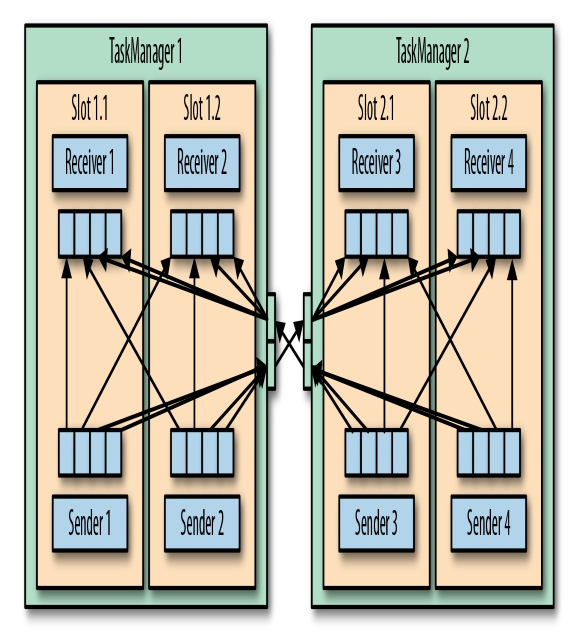 TaskManager 1
TaskManager 2
Slot 1.1
Slot 1.2
Slot 2.1
Slot 2.2
Receiver 1
Receiver 2
Receiver 3
Receiver 4
Sender 1
Sender 2
Sender 3
Sender 4